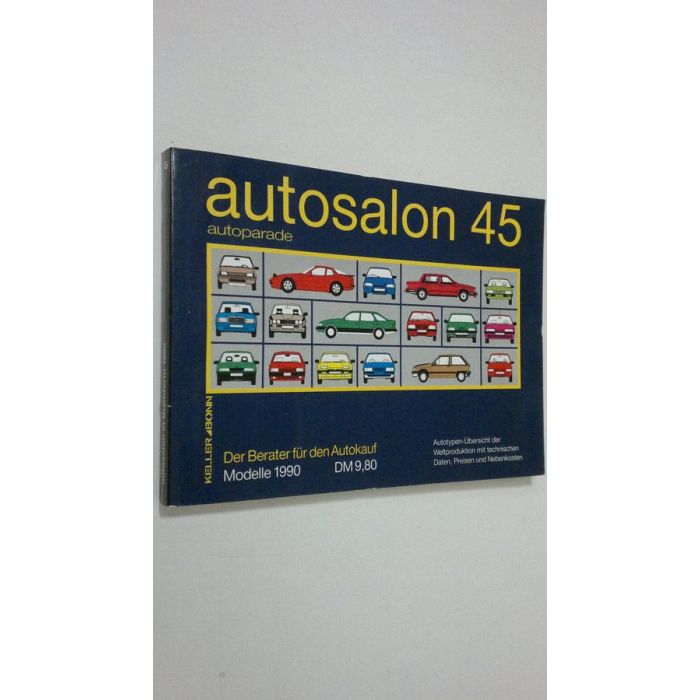 autosalon 45
autoparade
KELLER BONN
Der Berater für den Autokauf
Modelle 1990 DM 9,80
Autotypen-Übersicht der
Weltproduktion mit technischen
Daten, Preisen und Nebenkosten